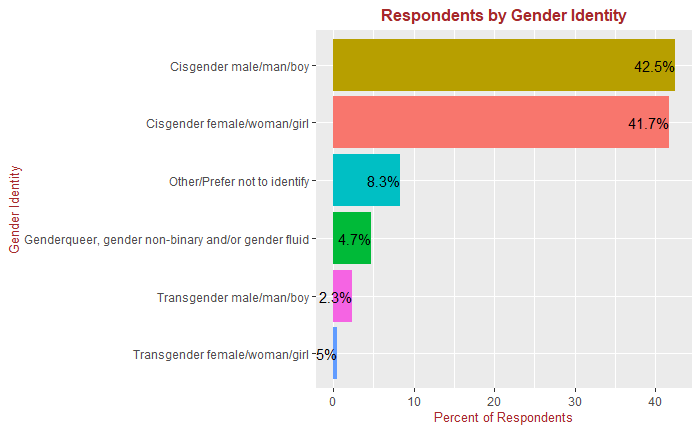 Respondents by Gender Identity
Cisgender male/man/boy
42.5%
Cisgender female/woman/girl
41.7%
Other/Prefer not to identify
8.3%
Genderqueer, gender non-binary and/or gender fluid
4.7%
Transgender male/man/boy
2.3%
Transgender female/woman/girl
5%
Gender Identity
0 10 20 30 40
Percent of Respondents